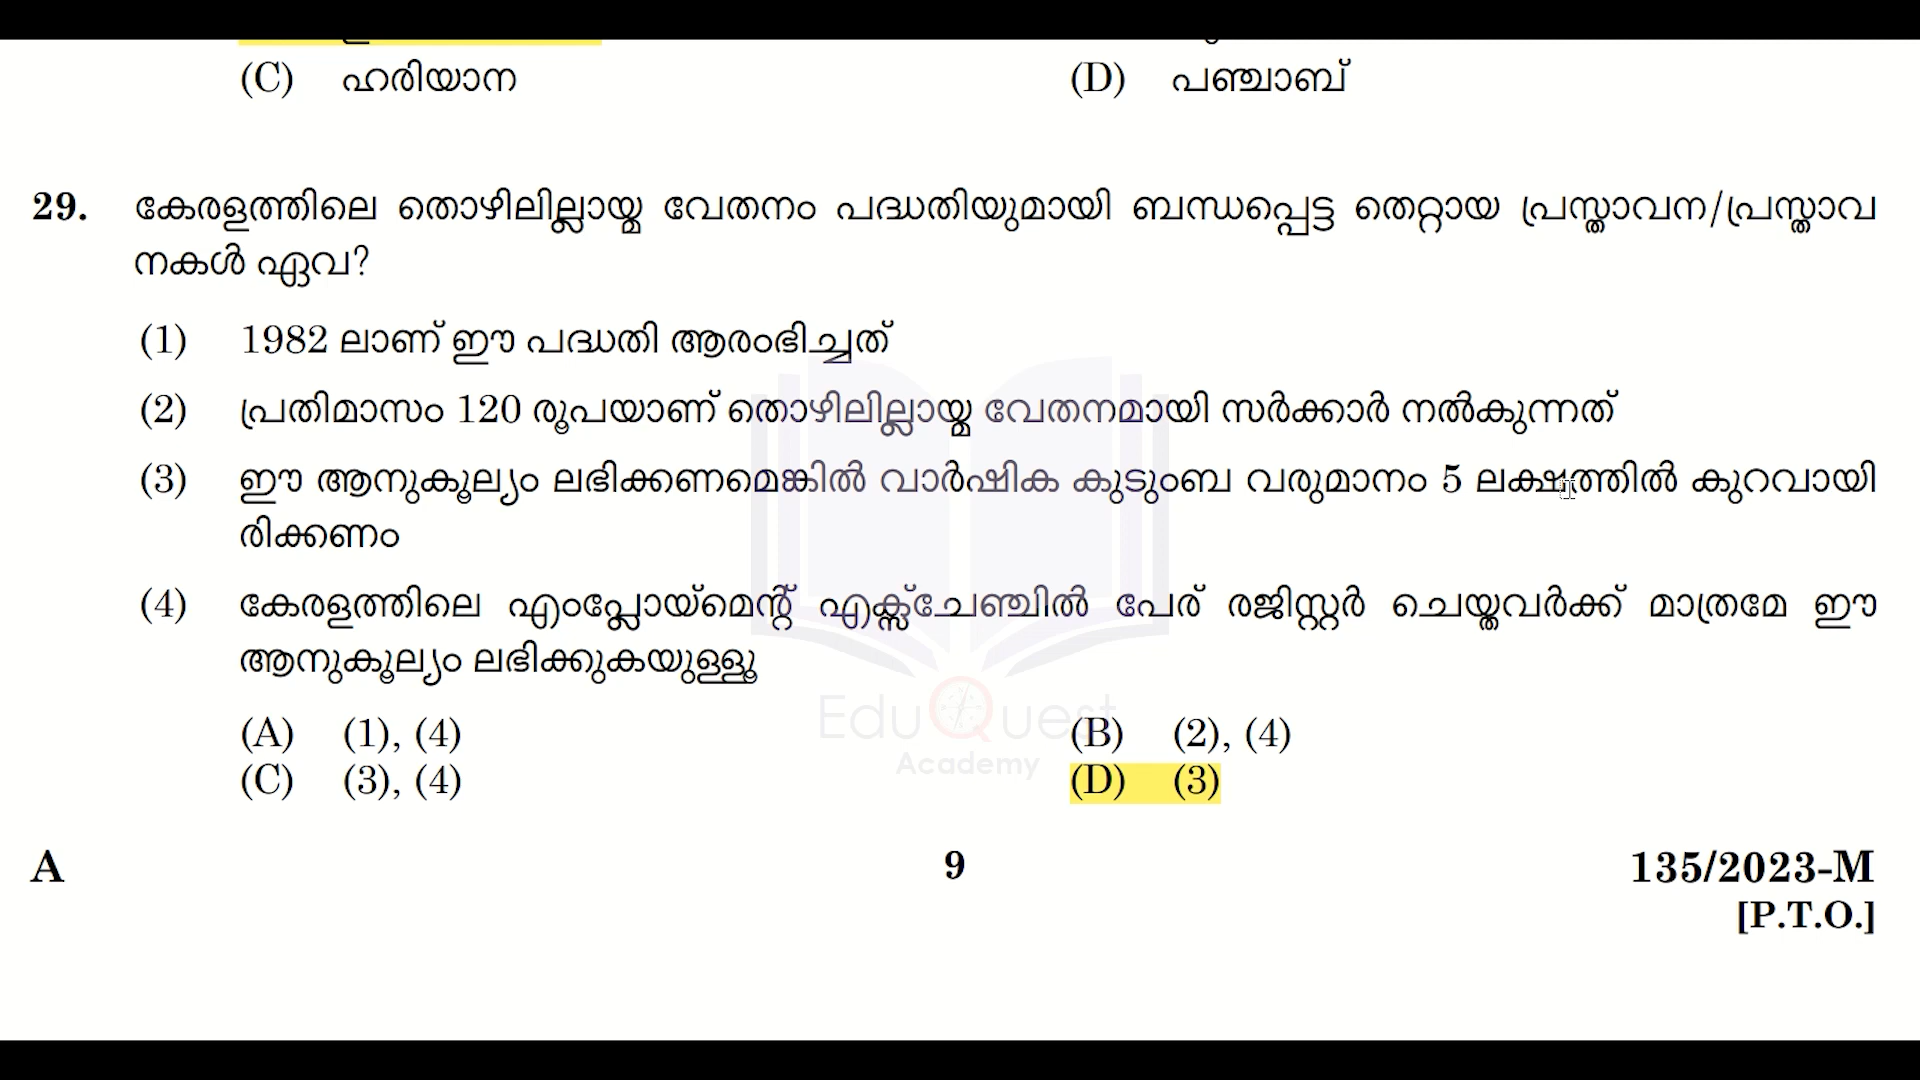 (C) ഹരിയാന (D) പഞ്ചാബ്
29. കേരളത്തിലെ തൊഴിലില്ലായ്മ വേതനം പദ്ധതിയുമായി ബന്ധപ്പെട്ട തെറ്റായ പ്രസ്താവന/പ്രസ്താവ
നകൾ ഏവ?
(1) 1982 ലാണ് ഈ പദ്ധതി ആരംഭിച്ചത്
(2) പ്രതിമാസം 120 രൂപയാണ് തൊഴിലില്ലായ്മ വേതനമായി സർക്കാർ നൽകുന്നത്
(3) ഈ ആനുകൂല്യം ലഭിക്കണമെങ്കിൽ വാർഷിക കുടുംബ വരുമാനം 5 ലക്ഷത്തിൽ കുറവായി
രിക്കണം
(4) കേരളത്തിലെ എംപ്ലോയ്മെന്റ് എക്സ്ചേഞ്ചിൽ പേര് രജിസ്റ്റർ ചെയ്തവർക്ക് മാത്രമേ ഈ
ആനുകൂല്യം ലഭിക്കുകയുള്ളൂ
EduQuest
Academy
(A) (1), (4) (B) (2), (4)
(C) (3), (4) (D) (3)
A 9 135/2023-M
[P.T.O.]